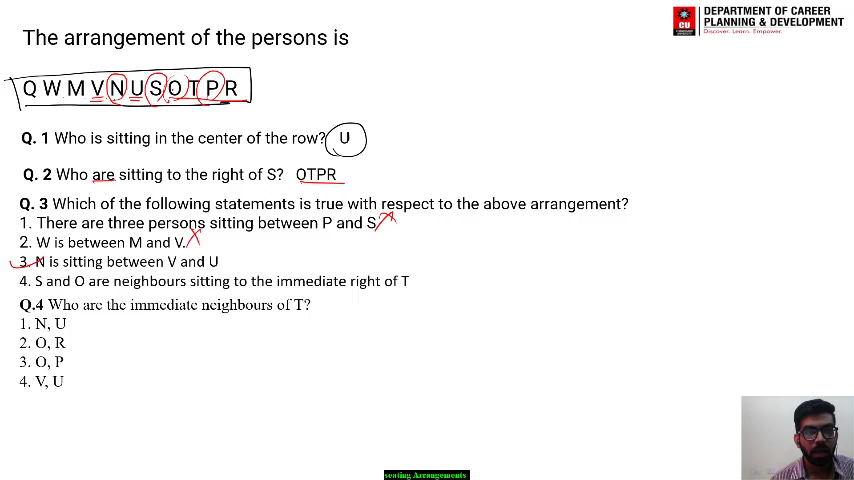 DEPARTMENT OF CAREER
PLANNING & DEVELOPMENT
Discover. Learn. Empower.
CU
The arrangement of the persons is
Q W M V N U S O T P R
Q. 1 Who is sitting in the center of the row? U
Q. 2 Who are sitting to the right of S? OTPR
Q. 3 Which of the following statements is true with respect to the above arrangement?
1. There are three persons sitting between P and S
2. W is between M and V.
3. N is sitting between V and U
4. S and O are neighbours sitting to the immediate right of T
Q.4 Who are the immediate neighbours of T?
1. N, U
2. O, R
3. O, P
4. V, U
seating Arrangements